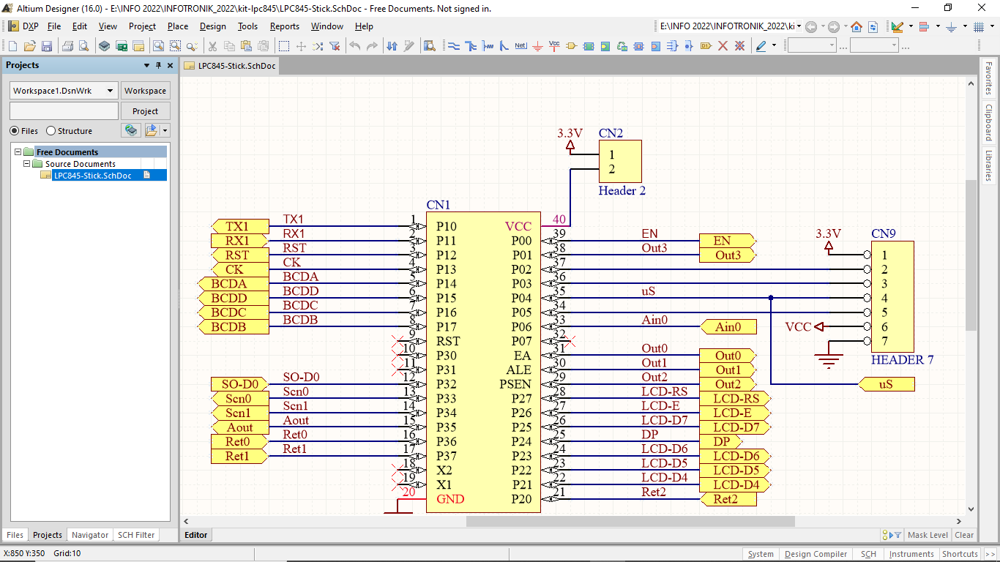 Altium Designer (16.0) - E:\INFO 2022\INFOTRONIK_2022\kit-lpc845\LPC845-Stick.SchDoc - Free Documents. Not signed in.
DXP File Edit View Project Place Design Tools Reports Window Help E:\INFO 2022\INFOTRONIK_2022\ki
Net Vcc D1
Projects
LPC845-Stick.SchDoc
Workspace1.DsnWrk Workspace
Project
Files Structure
Free Documents
Source Documents
LPC845-Stick.SchDoc
Favorites
Clipboard
Libraries
3.3V CN2
1
2
Header 2
CN1
TX1 TX1 1 P10 VCC 40
RX1 RX1 2 P11 P00 39 EN EN
RST RST 3 P12 P01 38 Out3 Out3
CK CK 4 P13 P02 37
BCDA BCDA 5 P14 P03 36
BCDD BCDD 6 P15 P04 35 uS
BCDC BCDC 7 P16 P05 34
BCDB BCDB 8 P17 P06 33 Ain0 Ain0
9 RST P07 32
10 P30 EA 31 Out0 Out0
11 P31 ALE 30 Out1 Out1
SO-D0 SO-D0 12 P32 PSEN 29 Out2 Out2
Scn0 Scn0 13 P33 P27 28 LCD-RS LCD-RS
Scn1 Scn1 14 P34 P26 27 LCD-E LCD-E
Aout Aout 15 P35 P25 26 LCD-D7 LCD-D7
Ret0 Ret0 16 P36 P24 25 DP DP
Ret1 Ret1 17 P37 P23 24 LCD-D6 LCD-D6
18 X2 P22 23 LCD-D5 LCD-D5
19 X1 P21 22 LCD-D4 LCD-D4
20 GND P20 21 Ret2 Ret2
3.3V CN9
1
2
3
4
5
VCC 6
7
HEADER 7
uS
Files Projects Navigator SCH Filter Editor Mask Level Clear
X:850 Y:350 Grid:10 System Design Compiler SCH Instruments Shortcuts >>